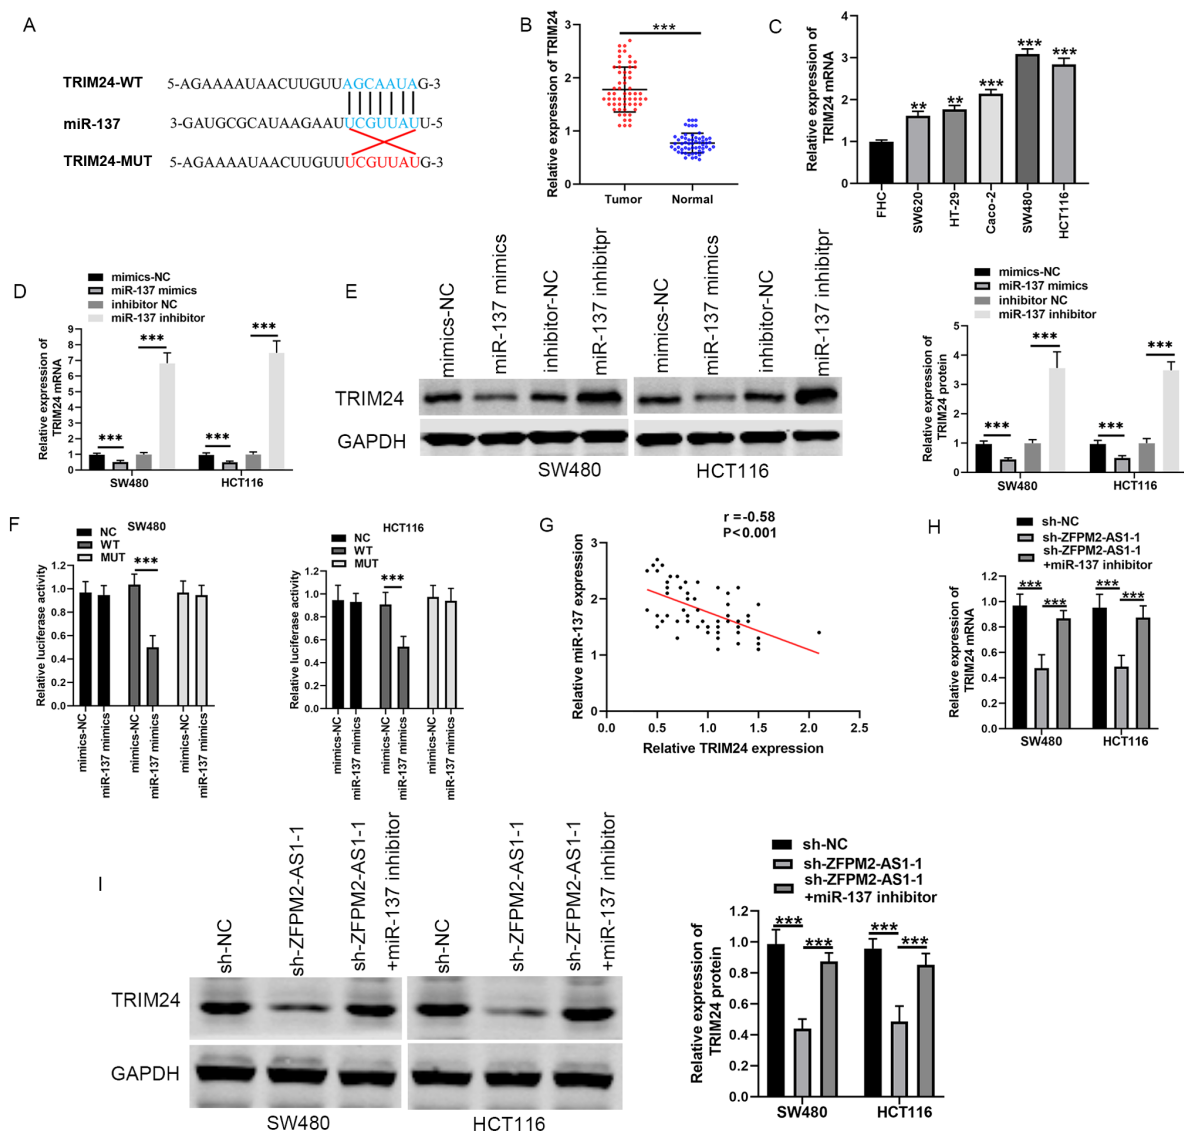 A
TRIM24-WT 5-AGAAAAUAACUUGUUAGCAAUAG-3
miR-137 3-GAUGCGCAUAAGAAUUCGUUAUU-5
TRIM24-MUT 5-AGAAAAUAACUUGUUUCGUUAUG-3
B
Relative expression of TRIM24
3
2
1
0
***
Tumor Normal
C
Relative expression of
TRIM24 mRNA
4
3
2
1
0
** ** *** *** ***
FHC
SW620
HT-29
Caco-2
SW480
HCT116
D
mimics-NC
miR-137 mimics
inhibitor NC
miR-137 inhibitor
Relative expression of
TRIM24 mRNA
9
8
7
6
5
4
3
2
1
0
*** *** *** ***
SW480 HCT116
E
mimics-NC
miR-137 mimics
inhibitor-NC
miR-137 inhibitpr
mimics-NC
miR-137 mimics
inhibitor-NC
miR-137 inhibitpr
TRIM24
GAPDH
SW480 HCT116
mimics-NC
miR-137 mimics
inhibitor NC
miR-137 inhibitor
Relative expression of
TRIM24 protein
5
4
3
2
1
0
*** *** *** ***
SW480 HCT116
F
SW480
NC
WT
MUT
Relative luciferase activity
1.2
1.0
0.8
0.6
0.4
0.2
0.0
***
mimics-NC
miR-137 mimics
mimics-NC
miR-137 mimics
mimics-NC
miR-137 mimics
HCT116
NC
WT
MUT
Relative luciferase activity
1.2
1.0
0.8
0.6
0.4
0.2
0.0
***
mimics-NC
miR-137 mimics
mimics-NC
miR-137 mimics
mimics-NC
miR-137 mimics
G
r =-0.58
P<0.001
Relative miR-137 expression
3
2
1
0
0.0 0.5 1.0 1.5 2.0 2.5
Relative TRIM24 expression
H
sh-NC
sh-ZFPM2-AS1-1
sh-ZFPM2-AS1-1
+miR-137 inhibitor
Relative expression of
TRIM24 mRNA
1.2
1.0
0.8
0.6
0.4
0.2
0.0
*** *** *** ***
SW480 HCT116
I
sh-NC
sh-ZFPM2-AS1-1
sh-ZFPM2-AS1-1
+miR-137 inhibitor
sh-NC
sh-ZFPM2-AS1-1
sh-ZFPM2-AS1-1
+miR-137 inhibitor
TRIM24
GAPDH
SW480 HCT116
sh-NC
sh-ZFPM2-AS1-1
sh-ZFPM2-AS1-1
+miR-137 inhibitor
Relative expression of
TRIM24 protein
1.2
1.0
0.8
0.6
0.4
0.2
0.0
*** *** *** ***
SW480 HCT116